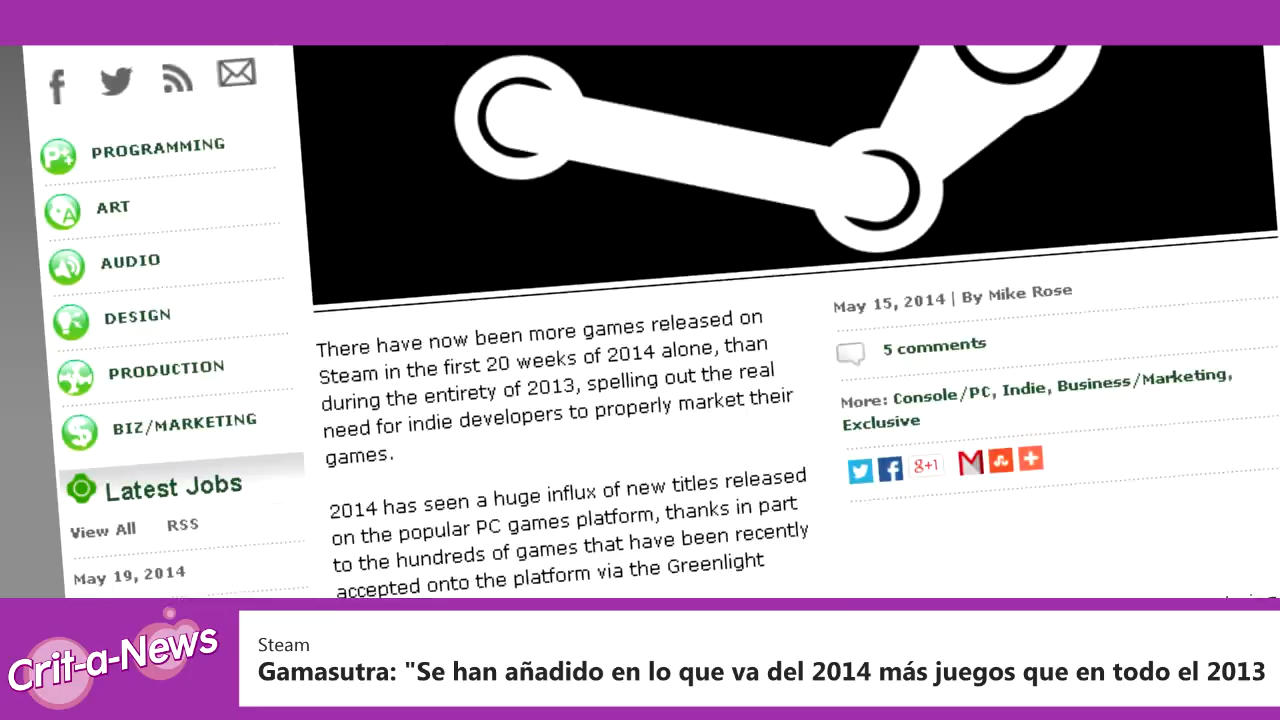 PROGRAMMING
ART
AUDIO
DESIGN
PRODUCTION
BIZ/MARKETING
Latest Jobs
View All RSS
May 19, 2014
There have now been more games released on
Steam in the first 20 weeks of 2014 alone, than
during the entirety of 2013, spelling out the real
need for indie developers to properly market their
games.
2014 has seen a huge influx of new titles released
on the popular PC games platform, thanks in part
to the hundreds of games that have been recently
accepted onto the platform via the Greenlight
May 15, 2014 | By Mike Rose
5 comments
More: Console/PC, Indie, Business/Marketing,
Exclusive
g+1
Crit-a-News
Steam
Gamasutra: "Se han añadido en lo que va del 2014 más juegos que en todo el 2013